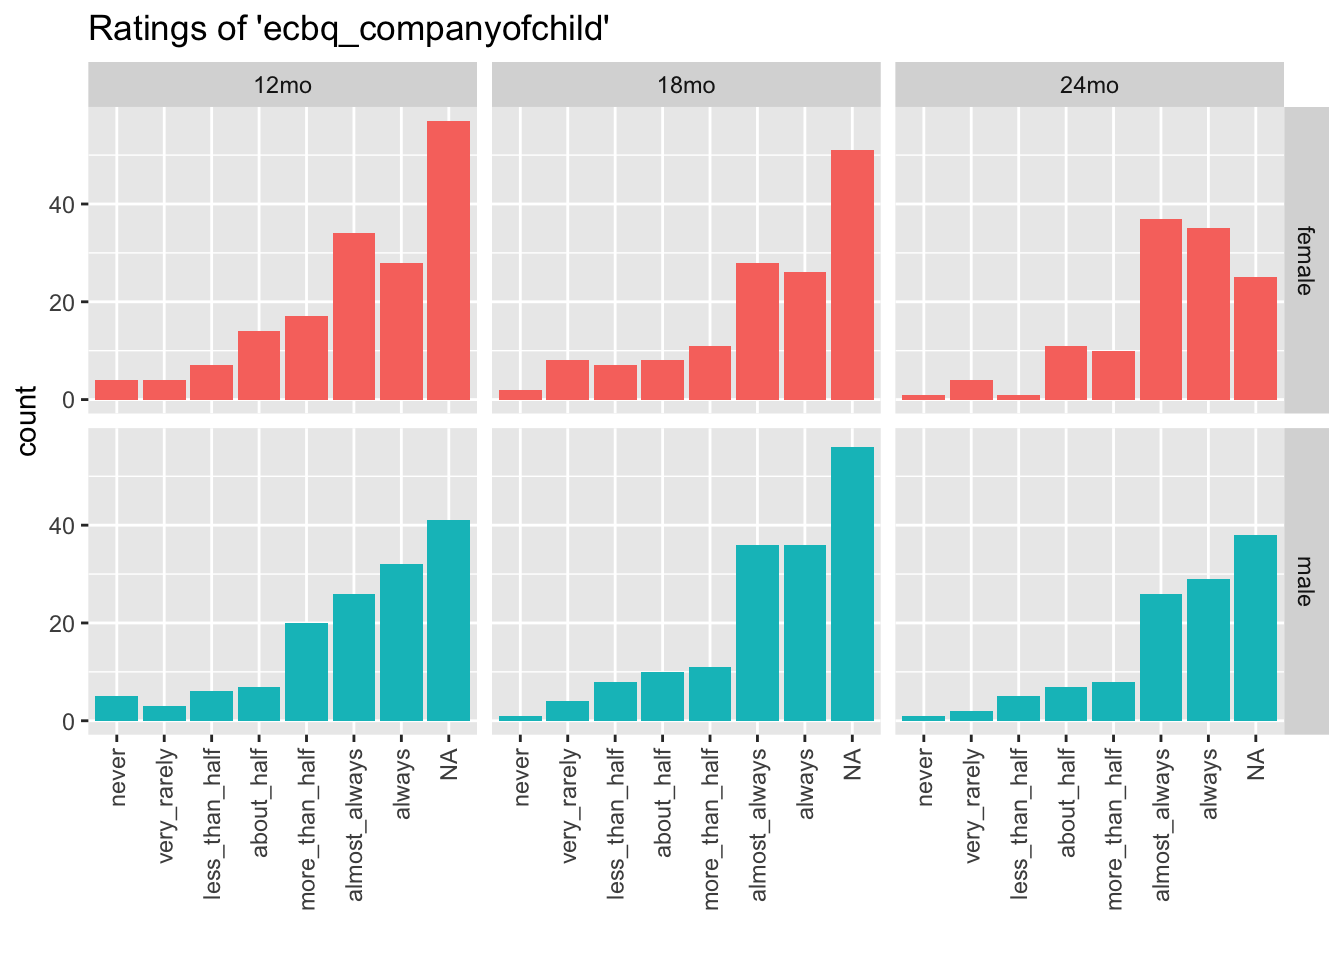 Ratings of 'ecbq_companyofchild'
12mo
18mo
24mo
count
40
20
0
female
40
20
0
male
never
very_rarely
less_than_half
about_half
more_than_half
almost_always
always
NA
never
very_rarely
less_than_half
about_half
more_than_half
almost_always
always
NA
never
very_rarely
less_than_half
about_half
more_than_half
almost_always
always
NA